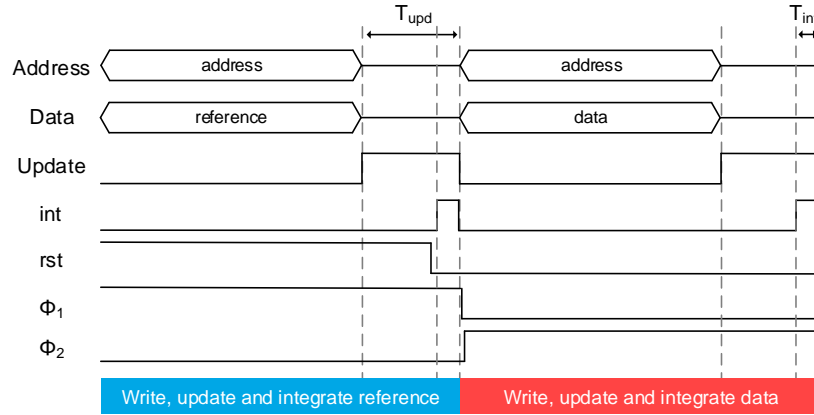 T_upd T_int
Address address address
Data reference data
Update
int
rst
Φ₁
Φ₂
Write, update and integrate reference Write, update and integrate data